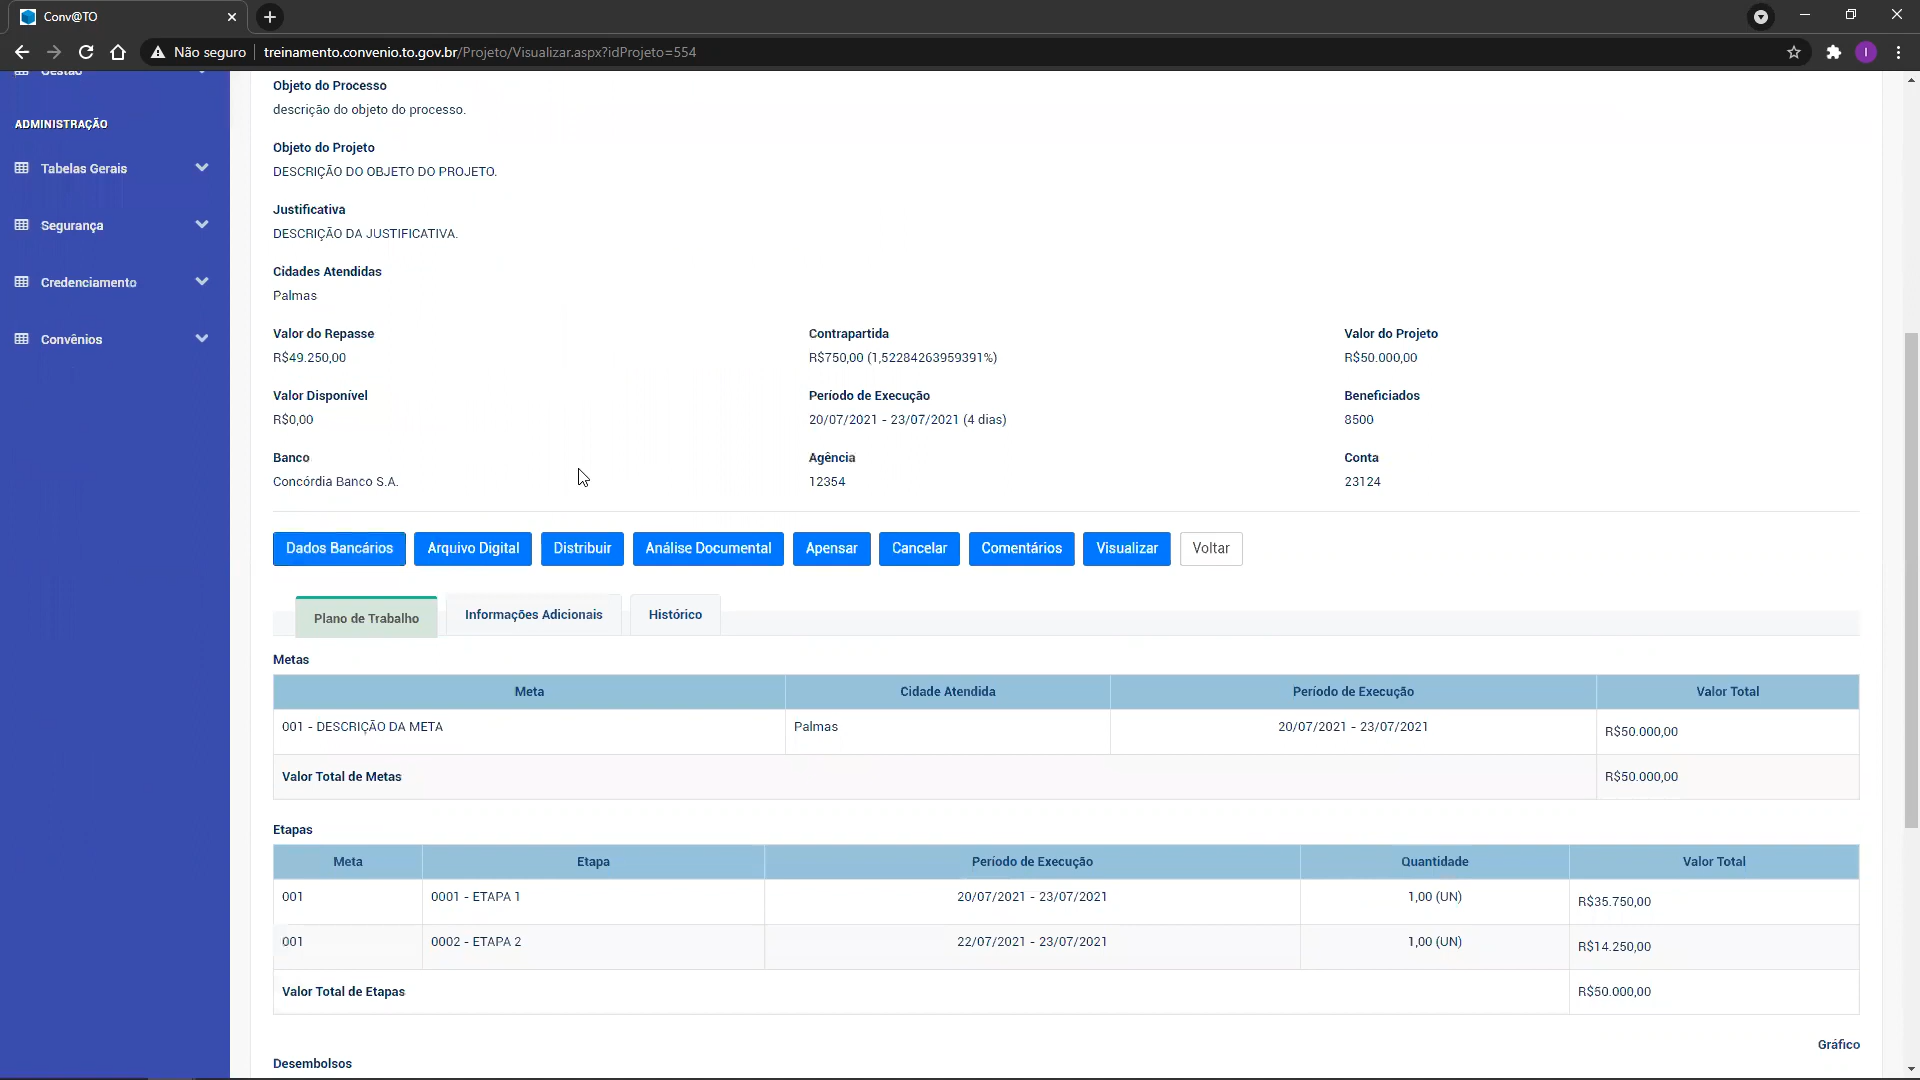 Conv@TO
Não seguro treinamento.convenio.to.gov.br/Projeto/Visualizar.aspx?idProjeto=554
I
Gestão
ADMINISTRAÇÃO
Tabelas Gerais
Segurança
Credenciamento
Convênios
Objeto do Processo
descrição do objeto do processo.
Objeto do Projeto
DESCRIÇÃO DO OBJETO DO PROJETO.
Justificativa
DESCRIÇÃO DA JUSTIFICATIVA.
Cidades Atendidas
Palmas
Valor do Repasse Contrapartida Valor do Projeto
R$49.250,00 R$750,00 (1,52284263959391%) R$50.000,00
Valor Disponível Período de Execução Beneficiados
R$0,00 20/07/2021 - 23/07/2021 (4 dias) 8500
Banco Agência Conta
Concórdia Banco S.A. 12354 23124
Dados Bancários Arquivo Digital Distribuir Análise Documental Apensar Cancelar Comentários Visualizar Voltar
Plano de Trabalho Informações Adicionais Histórico
Metas
Meta Cidade Atendida Período de Execução Valor Total
001 - DESCRIÇÃO DA META Palmas 20/07/2021 - 23/07/2021 R$50.000,00
Valor Total de Metas R$50.000,00
Etapas
Meta Etapa Período de Execução Quantidade Valor Total
001 0001 - ETAPA 1 20/07/2021 - 23/07/2021 1,00 (UN) R$35.750,00
001 0002 - ETAPA 2 22/07/2021 - 23/07/2021 1,00 (UN) R$14.250,00
Valor Total de Etapas R$50.000,00
Gráfico
Desembolsos